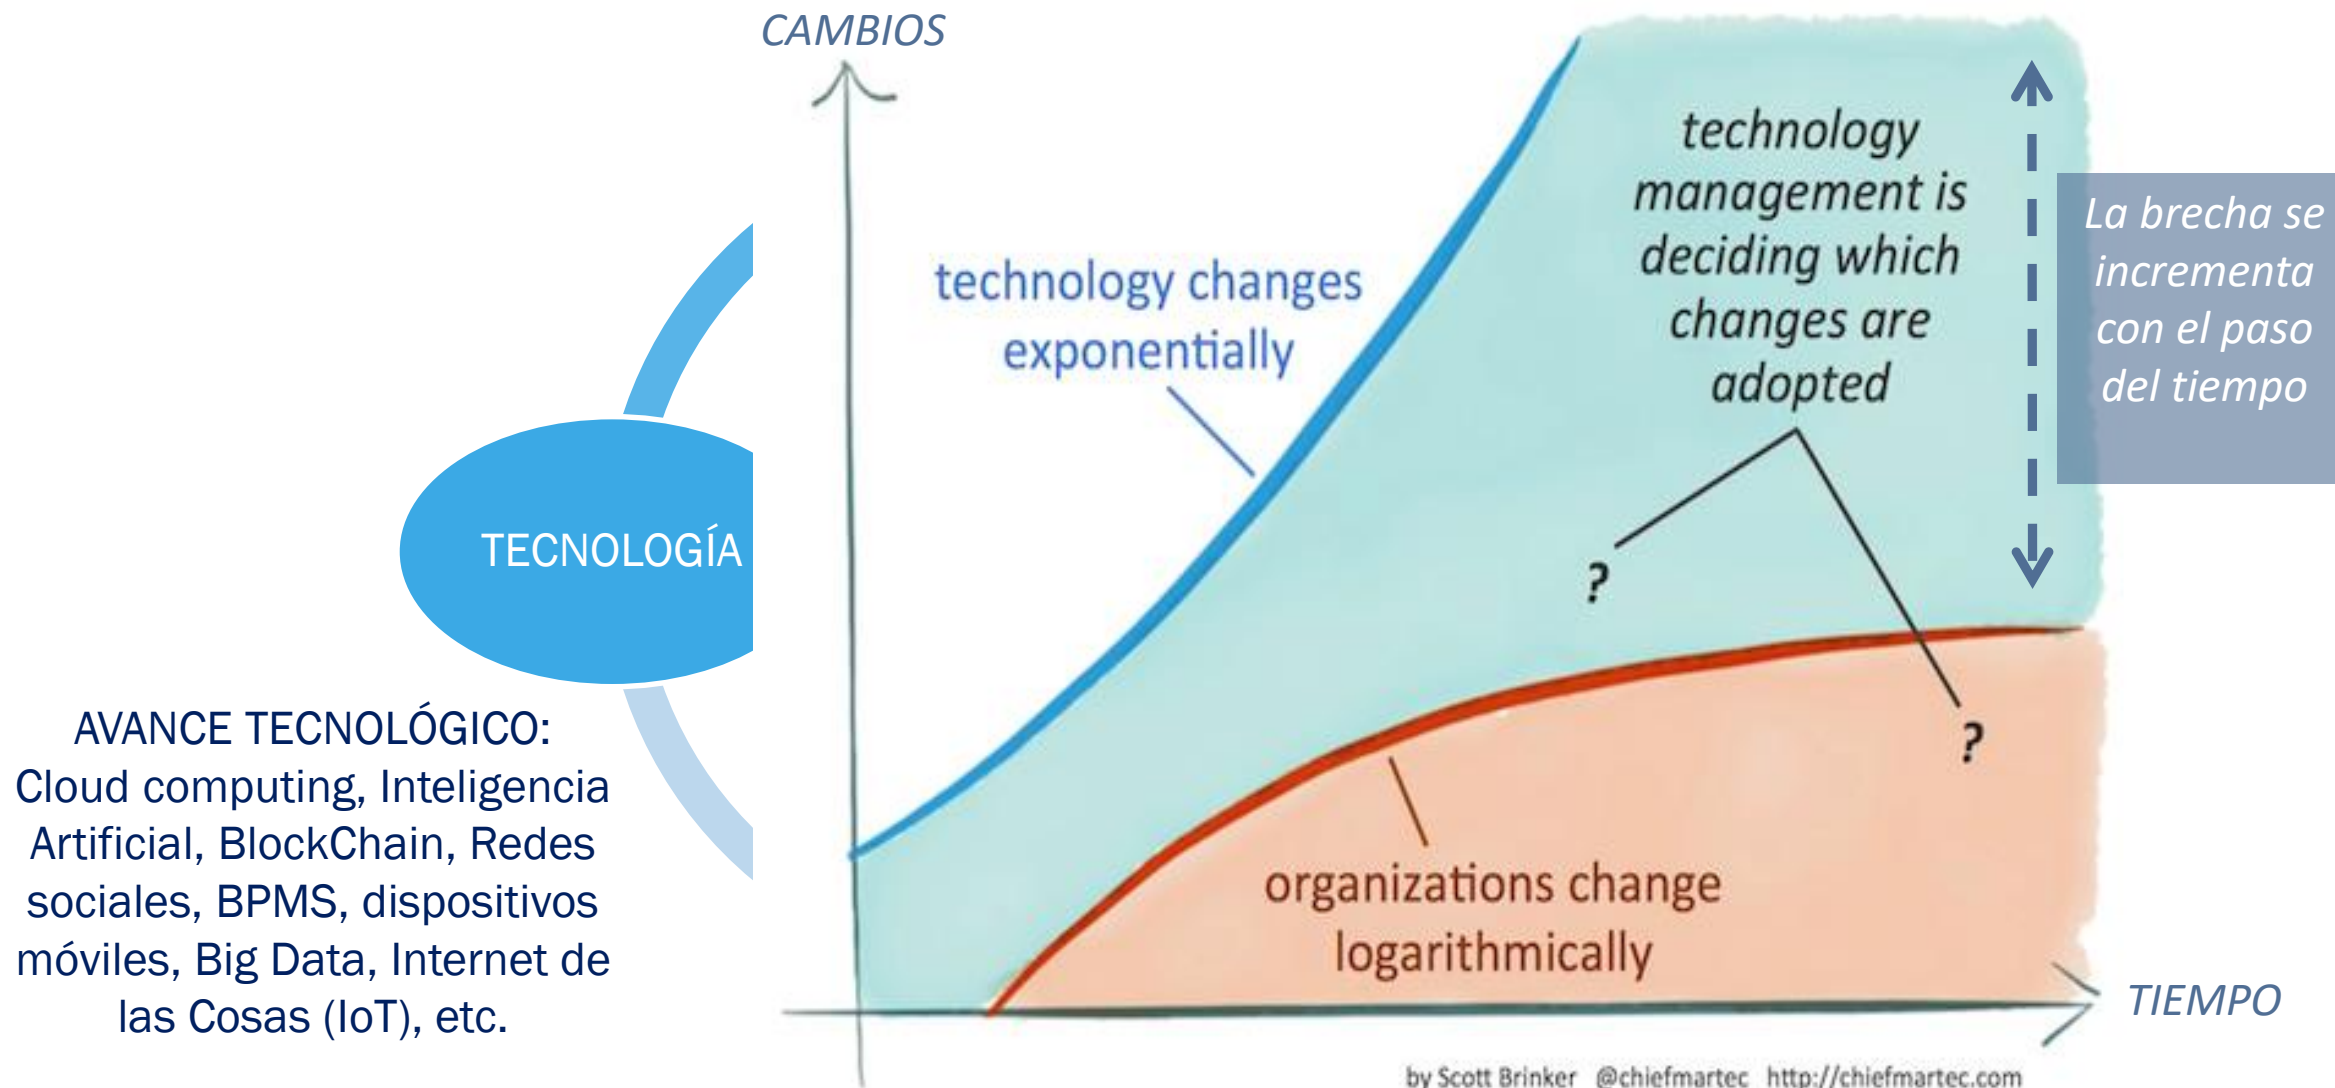 CAMBIOS
technology changes
exponentially
technology
management is
deciding which
changes are
adopted
La brecha se
incrementa
con el paso
del tiempo
TECNOLOGÍA
?
?
AVANCE TECNOLÓGICO:
Cloud computing, Inteligencia
Artificial, BlockChain, Redes
sociales, BPMS, dispositivos
móviles, Big Data, Internet de
las Cosas (IoT), etc.
organizations change
logarithmically
TIEMPO
by Scott Brinker @chiefmartec http://chiefmartec.com